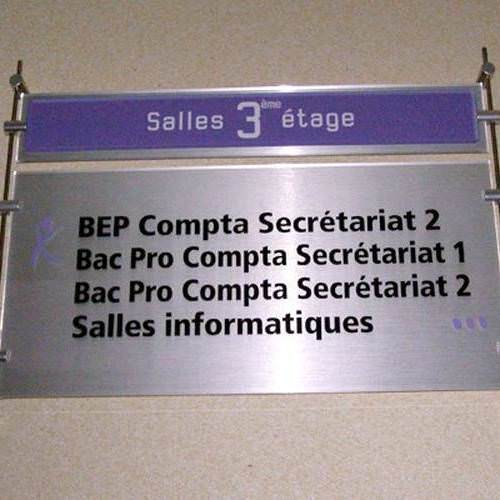 Salles 3ème étage
BEP Compta Secrétariat 2
Bac Pro Compta Secrétariat 1
Bac Pro Compta Secrétariat 2
Salles informatiques